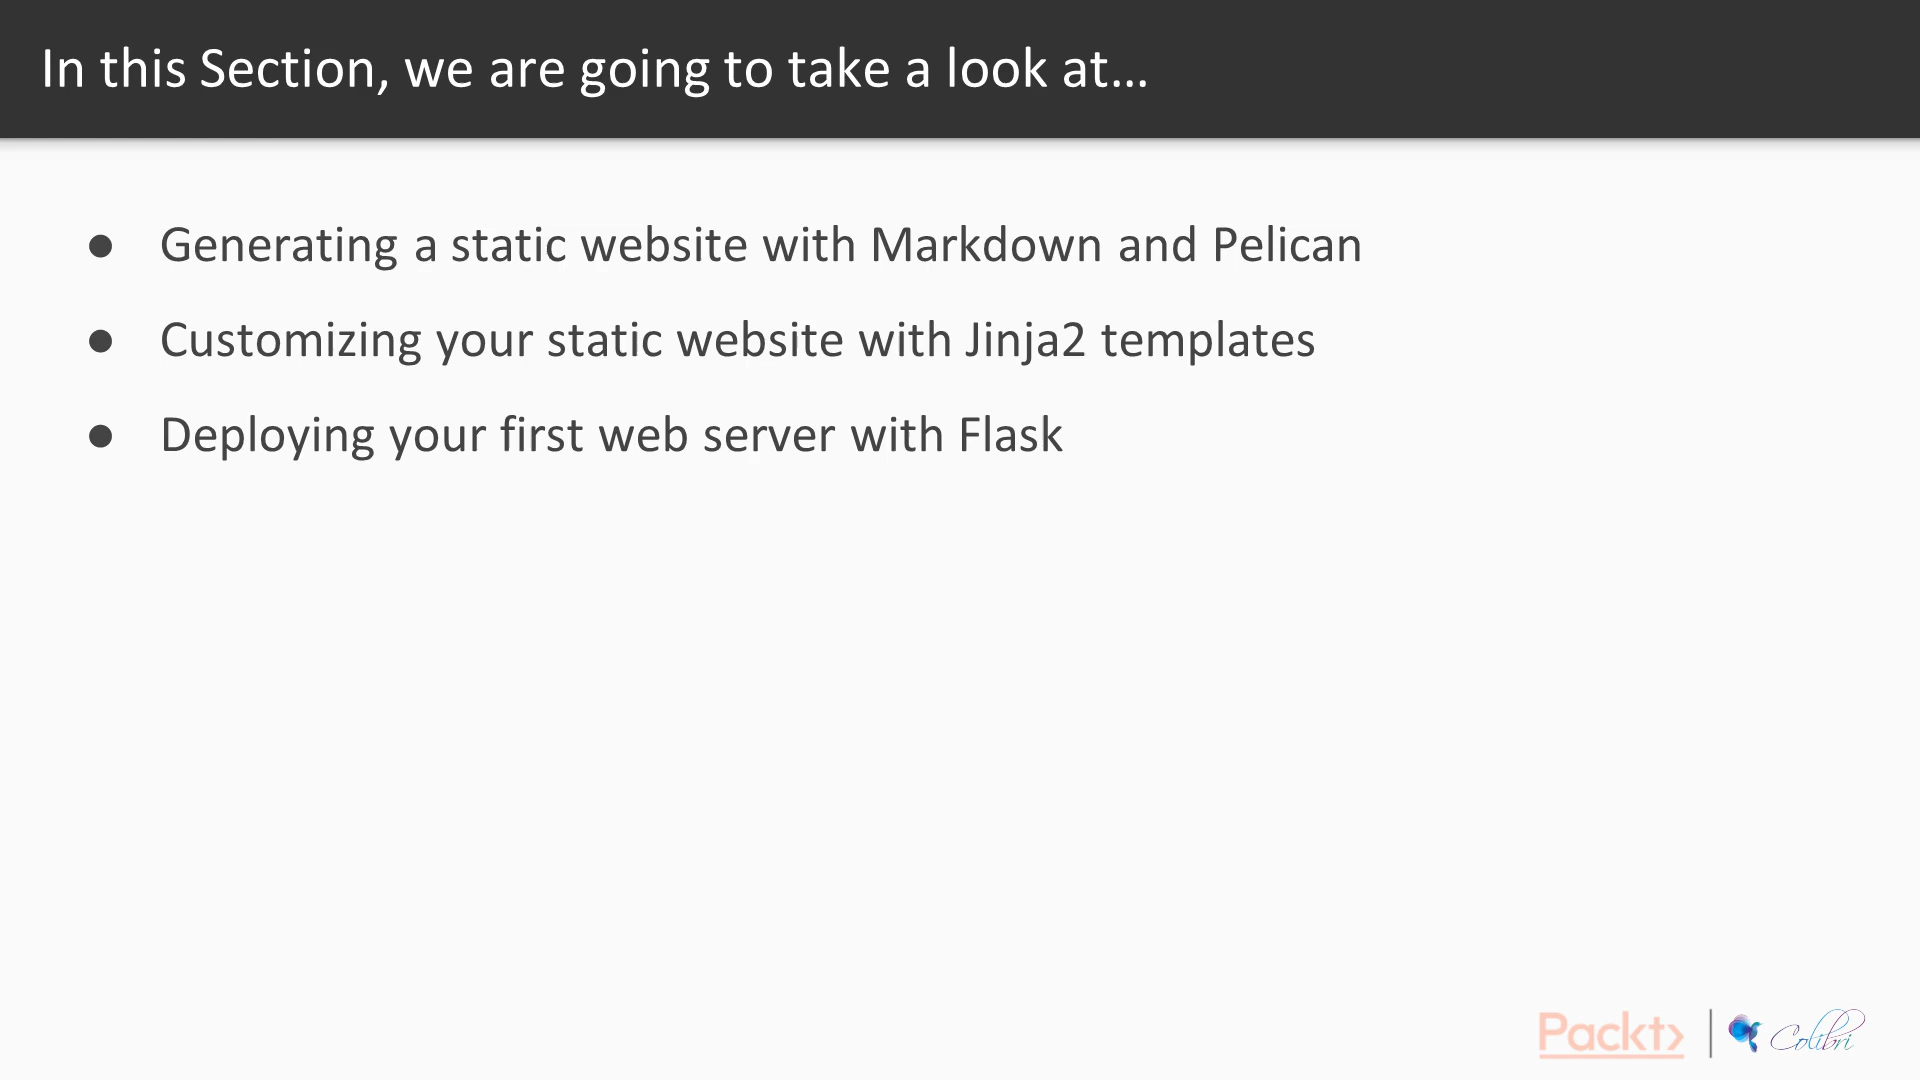 In this Section, we are going to take a look at...
● Generating a static website with Markdown and Pelican
● Customizing your static website with Jinja2 templates
● Deploying your first web server with Flask
Packt> | Colibri